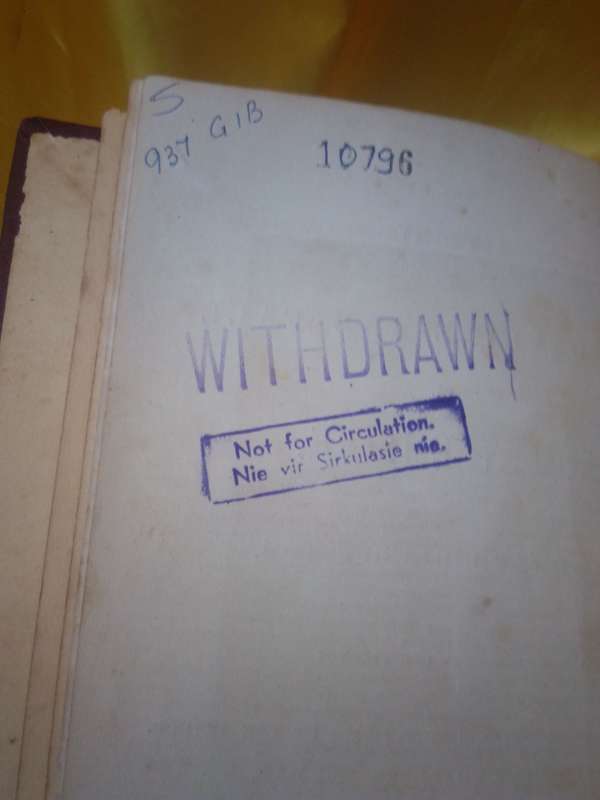 S
937 GIB
10796
WITHDRAWN
Not for Circulation.
Nie vir Sirkulasie nie.